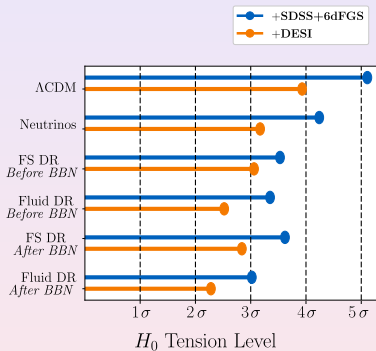 +SDSS+6dFGS
+DESI
ΛCDM
Neutrinos
FS DR
Before BBN
Fluid DR
Before BBN
FS DR
After BBN
Fluid DR
After BBN
1σ 2σ 3σ 4σ 5σ
H₀ Tension Level